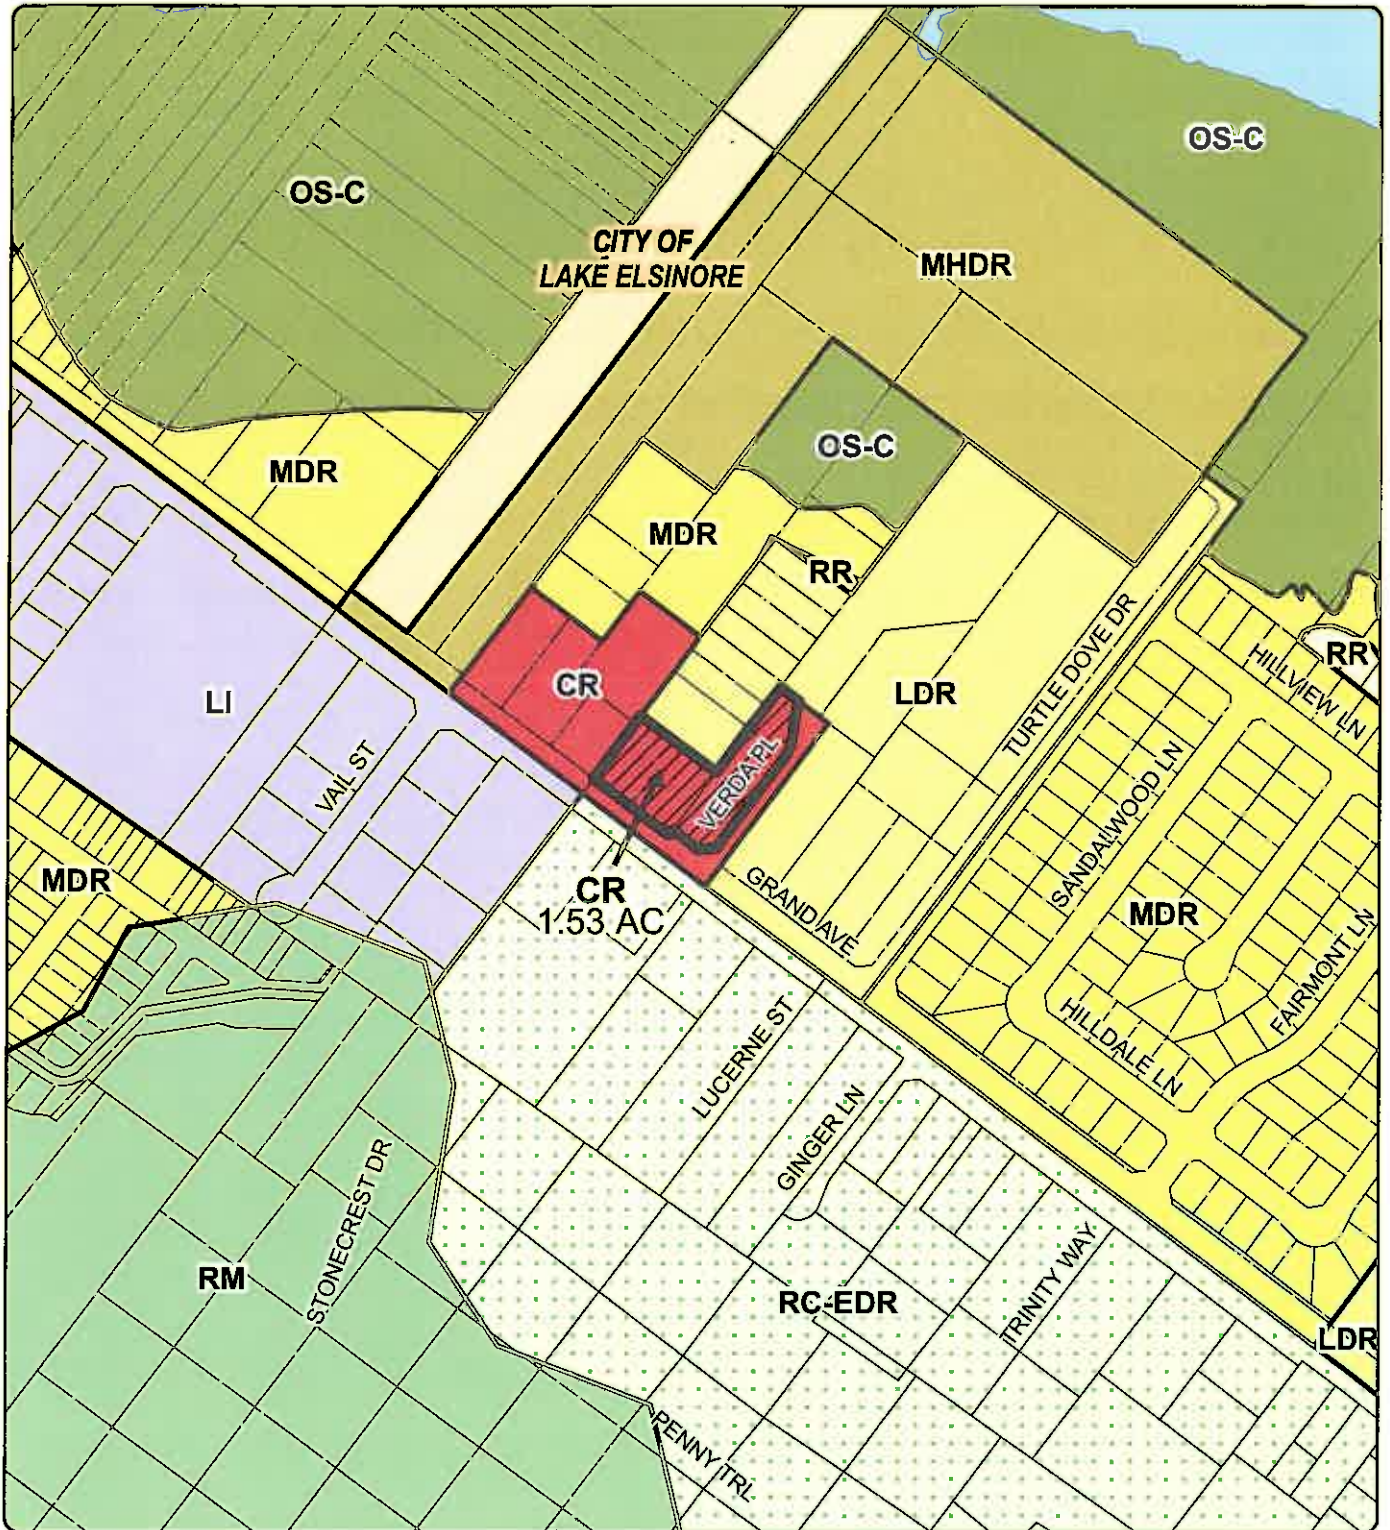 OS-C
OS-C
CITY OF
LAKE ELSINORE
MHDR
OS-C
MDR
MDR
RR
HILLVIEW LN
RR
TURTLE DOVE DR
CR
LDR
LI
VAIL ST
VERDA PL
SANDALWOOD LN
MDR
CR
1.53 AC
GRAND AVE
MDR
FAIRMONT LN
HILLDALE LN
LUCERNE ST
GINGER LN
STONECREST DR
RM
RC-EDR
TRINITY WAY
LDR
PENNY TRL